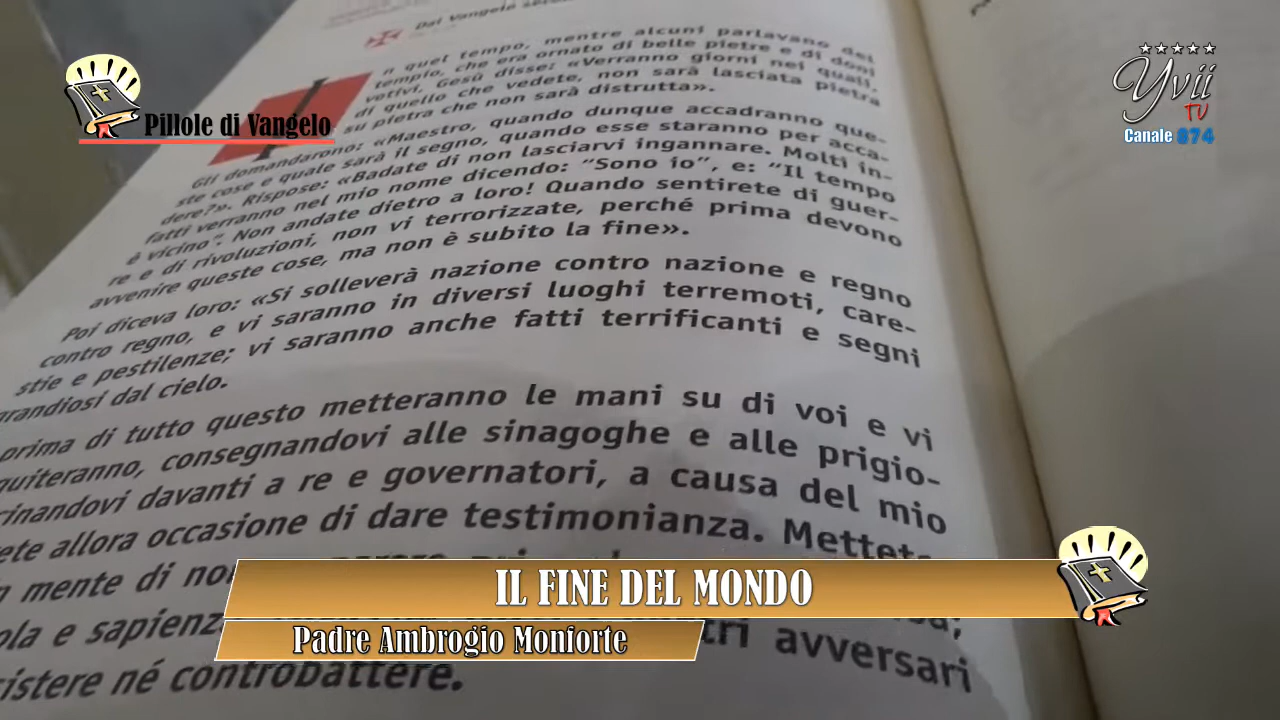 Dal Vangelo
n quel tempo, mentre alcuni parlavano del
tempio, che era ornato di belle pietre e di doni
votivi, Gesù disse: «Verranno giorni nei quali,
di quello che vedete, non sarà lasciata pietra
su pietra che non sarà distrutta».
Gli domandarono: «Maestro, quando dunque accadranno que-
ste cose e quale sarà il segno, quando esse staranno per acca-
dere?». Rispose: «Badate di non lasciarvi ingannare. Molti in-
fatti verranno nel mio nome dicendo: “Sono io”, e: “Il tempo
è vicino”. Non andate dietro a loro! Quando sentirete di guer-
re e di rivoluzioni, non vi terrorizzate, perché prima devono
avvenire queste cose, ma non è subito la fine».
Poi diceva loro: «Si solleverà nazione contro nazione e regno
contro regno, e vi saranno in diversi luoghi terremoti, care-
stie e pestilenze; vi saranno anche fatti terrificanti e segni
grandiosi dal cielo.
prima di tutto questo metteranno le mani su di voi e vi
guiteranno, consegnandovi alle sinagoghe e alle prigio-
cinandovi davanti a re e governatori, a causa del mio
ete allora occasione di dare testimonianza. Mettete
n mente di no
ola e sapienz tri avversari
sistere né controbattere.
Pillole di Vangelo
Yvii
TV
Canale 874
IL FINE DEL MONDO
Padre Ambrogio Monforte